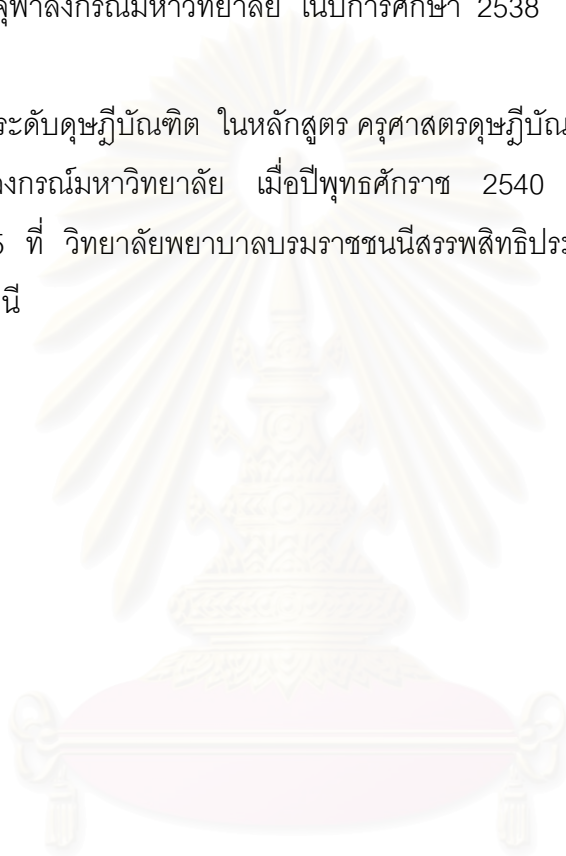 จุฬาลงกรณ์มหาวิทยาลัย ในปีการศึกษา 2538
ระดับดุษฎีบัณฑิต ในหลักสูตร ครุศาสตรดุษฎีบัณ
ลงกรณ์มหาวิทยาลัย เมื่อปีพุทธศักราช 2540
ที่ วิทยาลัยพยาบาลบรมราชชนนีสรรพสิทธิประ
นี